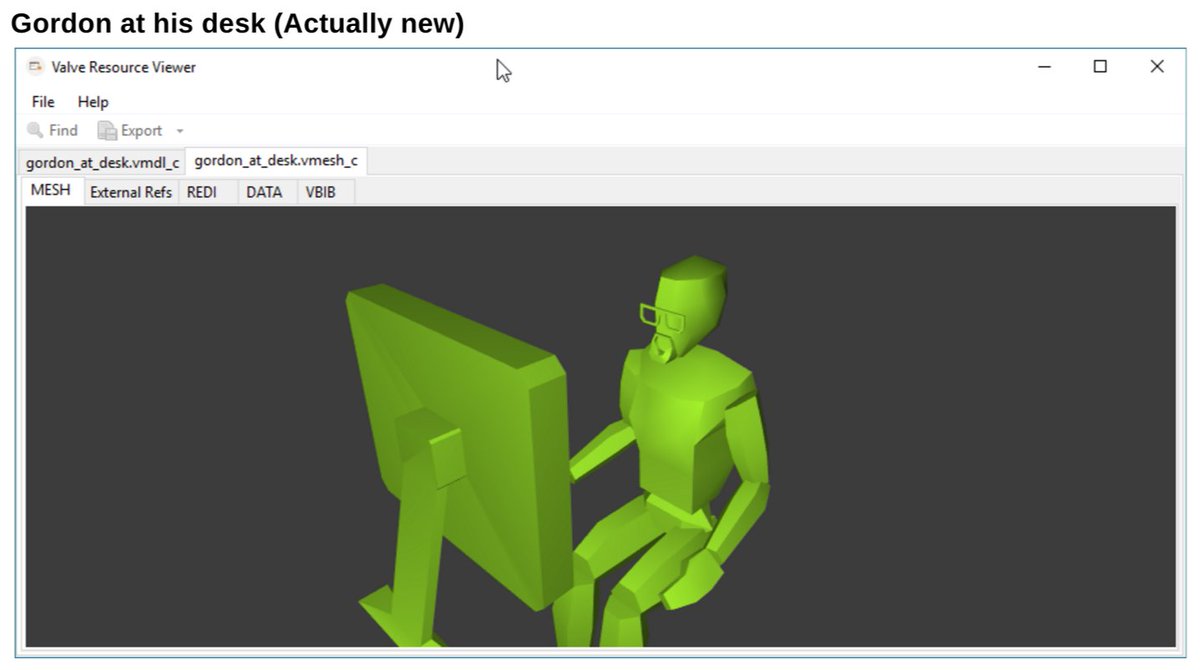 Gordon at his desk (Actually new)
Valve Resource Viewer
File Help
Find Export
gordon_at_desk.vmdl_c gordon_at_desk.vmesh_c
MESH External Refs REDI DATA VBIB